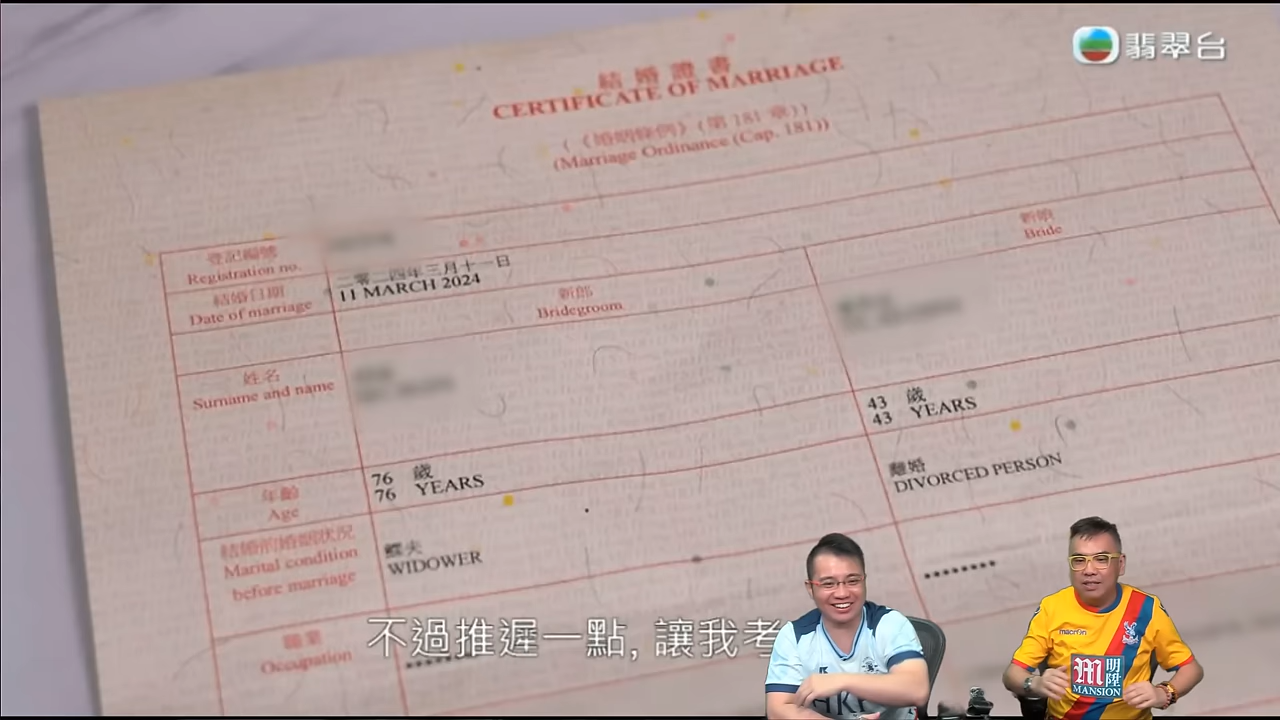 翡翠台
結婚證書
CERTIFICATE OF MARRIAGE
(《婚姻條例》(第 181 章))
(Marriage Ordinance (Cap. 181))
登記編號
Registration no.
結婚日期
Date of marriage
二零二四年三月十一日
11 MARCH 2024
新郎
Bridegroom
新娘
Bride
姓名
Surname and name
年齡
Age
76 歲
76 YEARS
43 歲
43 YEARS
結婚前婚姻狀況
Marital condition
before marriage
鰥夫
WIDOWER
離婚
DIVORCED PERSON
職業
Occupation
********
不過推遲一點, 讓我考
macron
M
明陞
MANSION